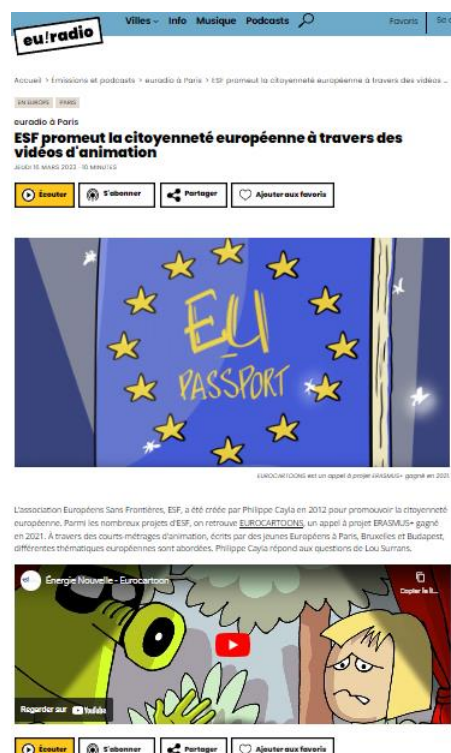 eu!radio
Villes Info Musique Podcasts
Favoris
Accueil > Émissions et podcasts > euradio à Paris > ESF promeut la citoyenneté européenne à travers des vidéos ...
EN EUROPE PARIS
euradio à Paris
ESF promeut la citoyenneté européenne à travers des
vidéos d'animation
JEUDI 16 MARS 2023 - 10 MINUTES
Écouter S'abonner Partager Ajouter aux favoris
EU
PASSPORT
EUROCARTOONS est un appel à projet ERASMUS+ gagné en 2021.
L'association Européens Sans Frontières, ESF, a été créée par Philippe Cayla en 2012 pour promouvoir la citoyenneté
européenne. Parmi les nombreux projets d'ESF, on retrouve EUROCARTOONS, un appel à projet ERASMUS+ gagné
en 2021. À travers des courts-métrages d'animation, écrits par des jeunes Européens à Paris, Bruxelles et Budapest,
différentes thématiques européennes sont abordées. Philippe Cayla répond aux questions de Lou Surrans.
Énergie Nouvelle - Eurocartoon
Copier le li...
Regarder sur YouTube
Écouter S'abonner Partager Ajouter aux favoris